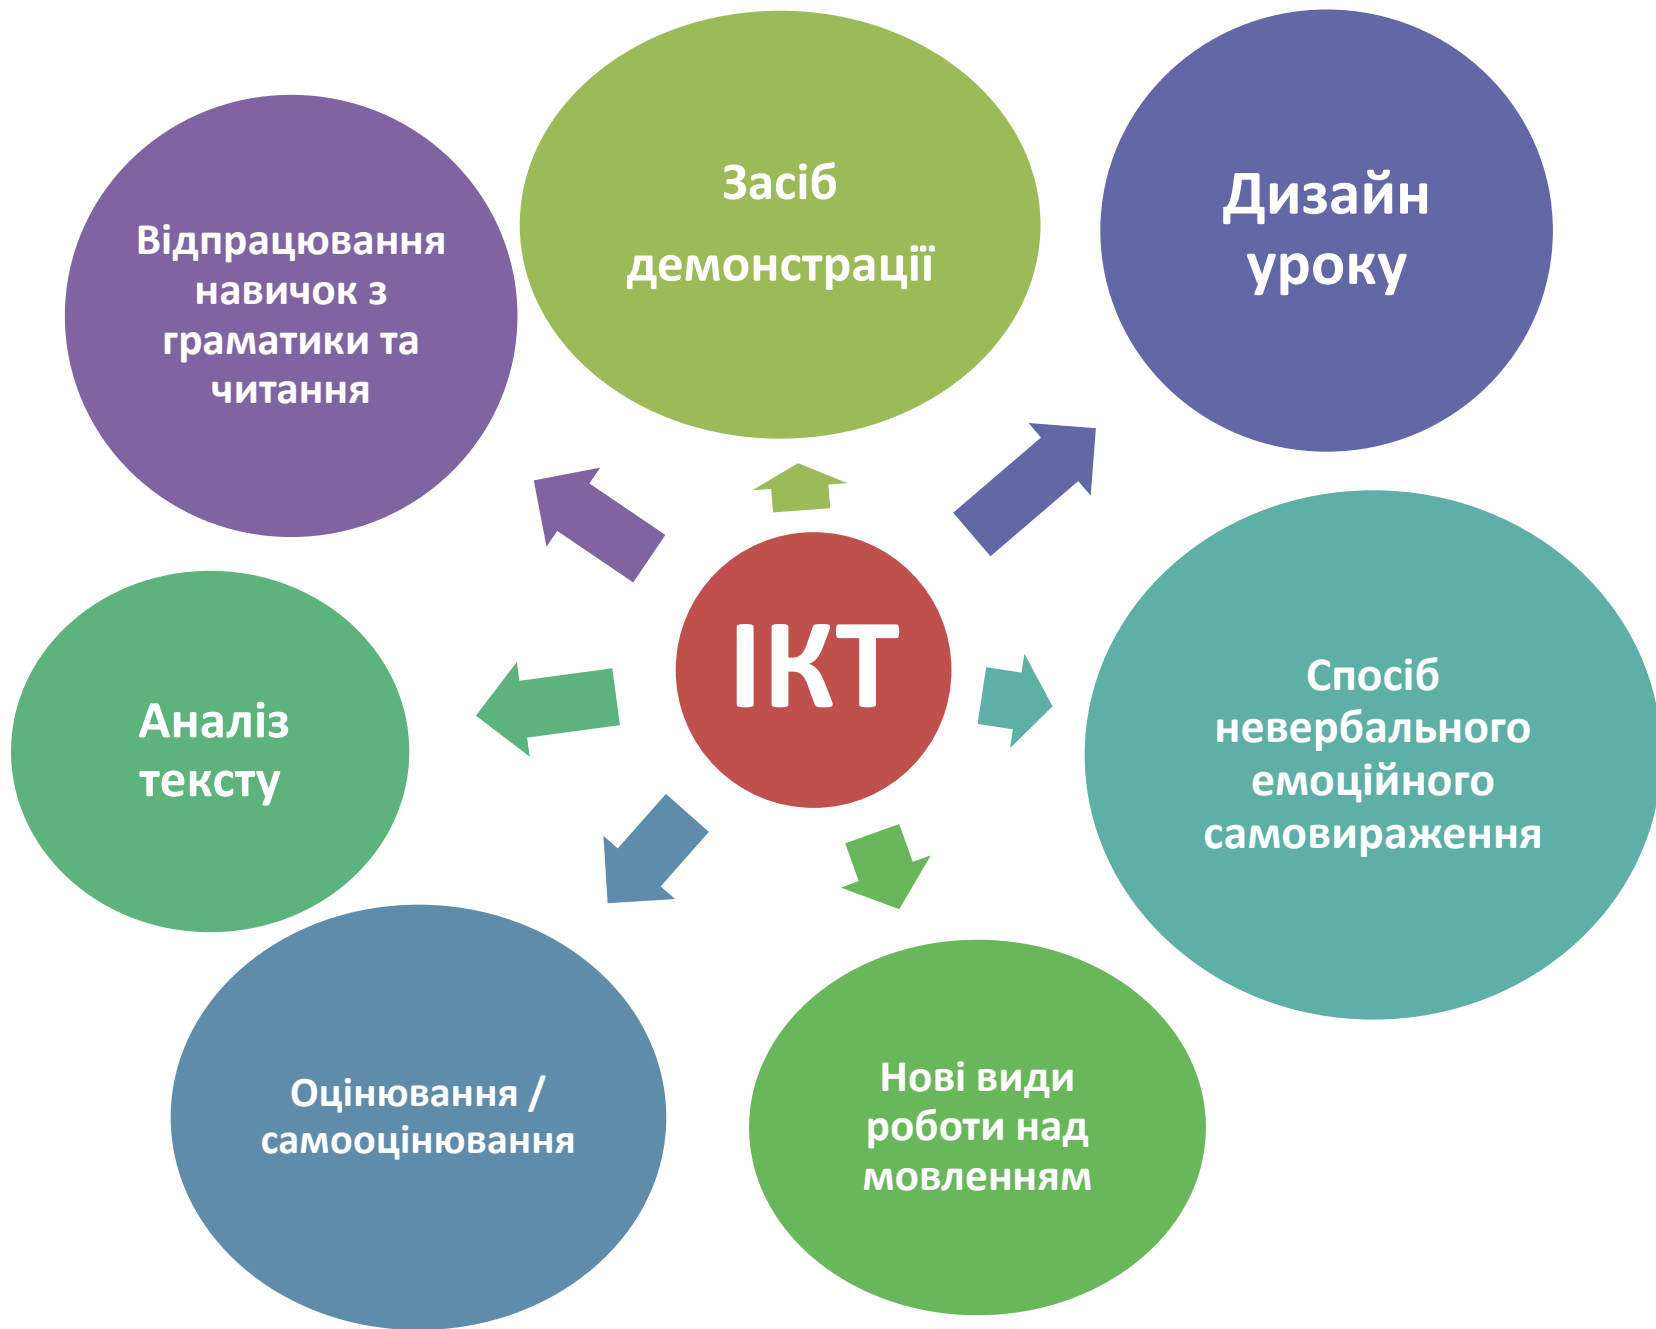 Засіб
демонстрації
Дизайн
уроку
Спосіб
невербального
емоційного
самовираження
Нові види
роботи над
мовленням
Оцінювання /
самооцінювання
Аналіз
тексту
Відпрацювання
навичок з
граматики та
читання
ІКТ